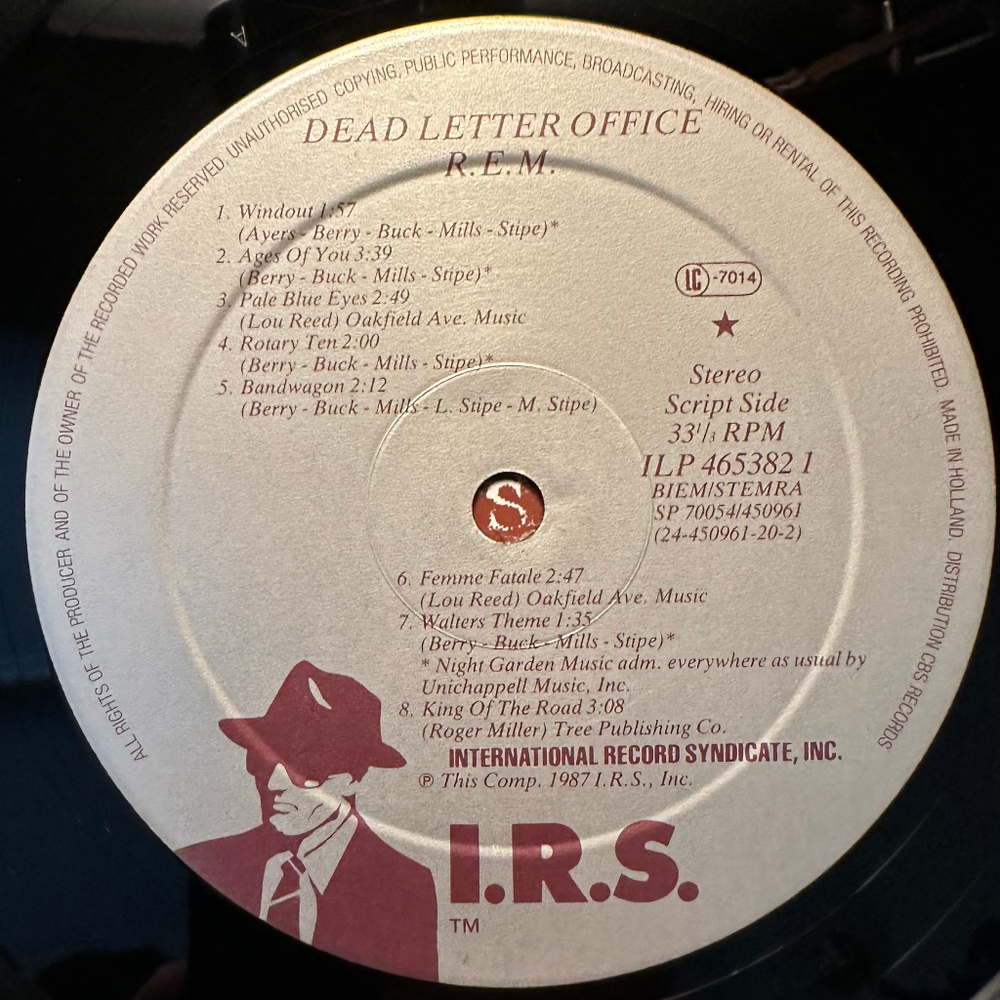 ALL RIGHTS OF THE PRODUCER AND OF THE OWNER OF THE RECORDED WORK RESERVED. UNAUTHORISED COPYING, PUBLIC PERFORMANCE, BROADCASTING, HIRING OR RENTAL OF THIS RECORDING PROHIBITED. MADE IN HOLLAND. DISTRIBUTION CBS RECORDS
DEAD LETTER OFFICE
R.E.M.
1. Windout 1:57
(Ayers - Berry - Buck - Mills - Stipe)*
2. Ages Of You 3:39
(Berry - Buck - Mills - Stipe)*
3. Pale Blue Eyes 2:49
(Lou Reed) Oakfield Ave. Music
4. Rotary Ten 2:00
(Berry - Buck - Mills - Stipe)*
5. Bandwagon 2:12
(Berry - Buck - Mills - L. Stipe - M. Stipe)
LC -7014
★
Stereo
Script Side
33⅓ RPM
ILP 465382 1
BIEM/STEMRA
SP 70054/450961
(24-450961-20-2)
S
6. Femme Fatale 2:47
(Lou Reed) Oakfield Ave. Music
7. Walters Theme 1:35
(Berry - Buck - Mills - Stipe)*
* Night Garden Music adm. everywhere as usual by
Unichappell Music, Inc.
8. King Of The Road 3:08
(Roger Miller) Tree Publishing Co.
INTERNATIONAL RECORD SYNDICATE, INC.
℗ This Comp. 1987 I.R.S., Inc.
I.R.S.
TM